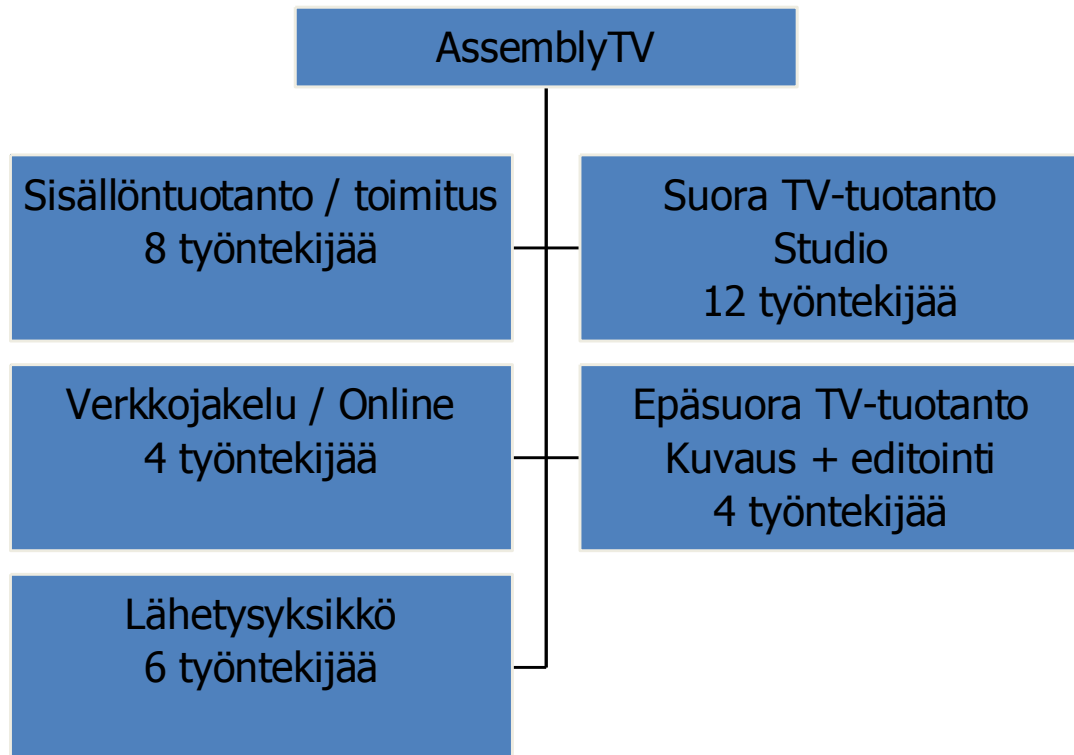 AssemblyTV
Sisällöntuotanto / toimitus
8 työntekijää
Suora TV-tuotanto
Studio
12 työntekijää
Verkkojakelu / Online
4 työntekijää
Epäsuora TV-tuotanto
Kuvaus + editointi
4 työntekijää
Lähetysyksikkö
6 työntekijää